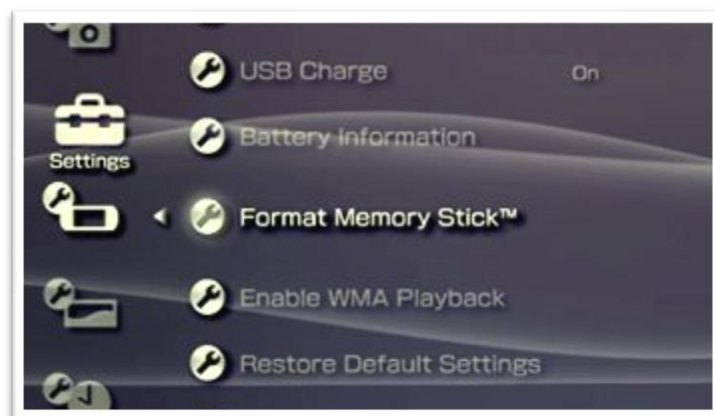 USB Charge On
Battery Information
Settings
Format Memory Stick™
Enable WMA Playback
Restore Default Settings